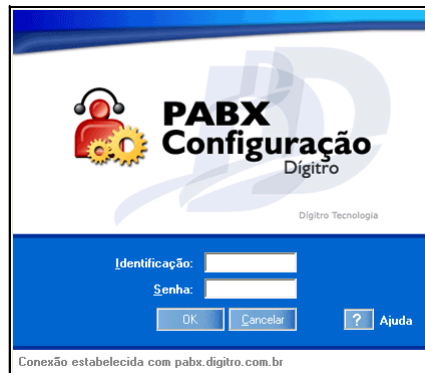 PABX
Configuração
Dígitro
Dígitro Tecnologia
Identificação:
Senha:
OK Cancelar ? Ajuda
Conexão estabelecida com pabx.digitro.com.br